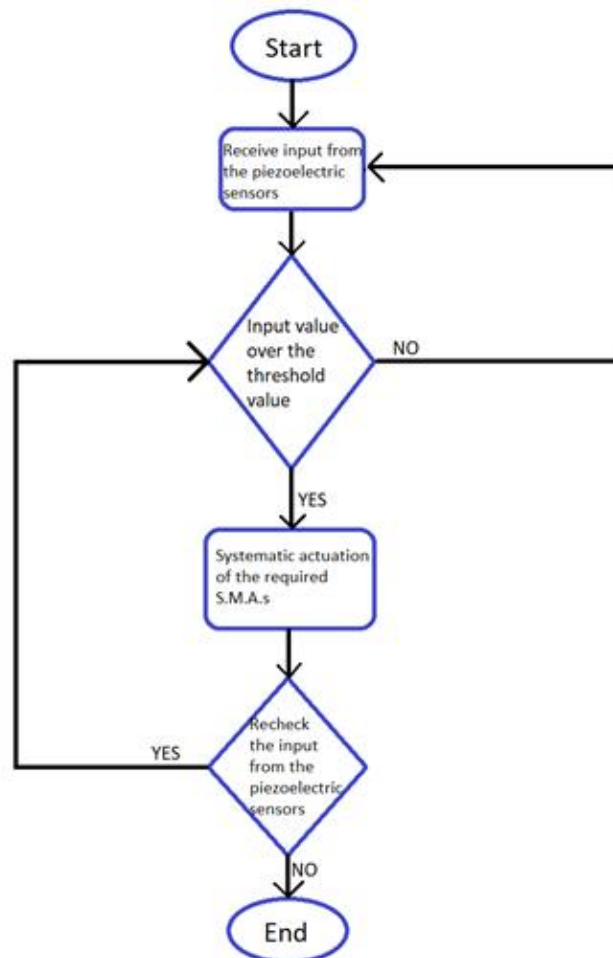 Start
Receive input from
the piezoelectric
sensors
Input value
over the
threshold
value
NO
YES
Systematic actuation
of the required
S.M.A.s
Recheck
the input
from the
piezoelectric
sensors
YES
NO
End